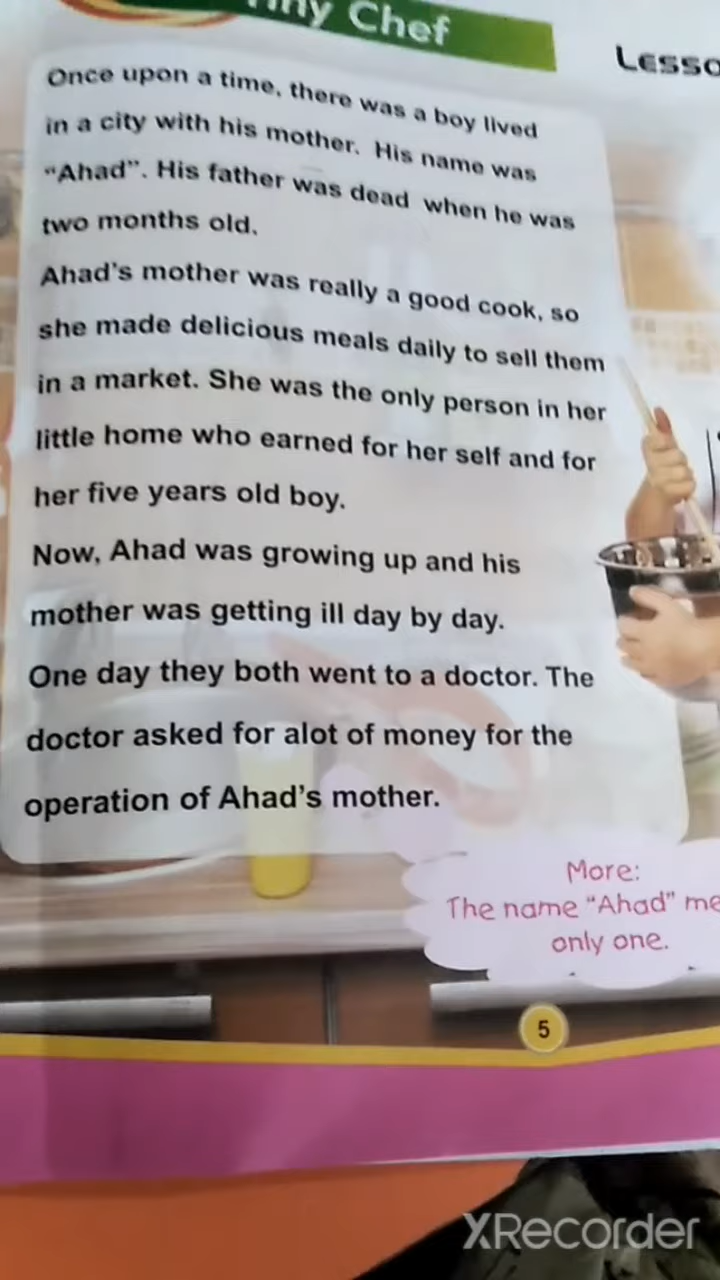 Tiny Chef
Lesso
Once upon a time, there was a boy lived
in a city with his mother. His name was
"Ahad". His father was dead when he was
two months old.
Ahad's mother was really a good cook, so
she made delicious meals daily to sell them
in a market. She was the only person in her
little home who earned for her self and for
her five years old boy.
Now, Ahad was growing up and his
mother was getting ill day by day.
One day they both went to a doctor. The
doctor asked for alot of money for the
operation of Ahad's mother.
More:
The name "Ahad" me
only one.
5
XRecorder